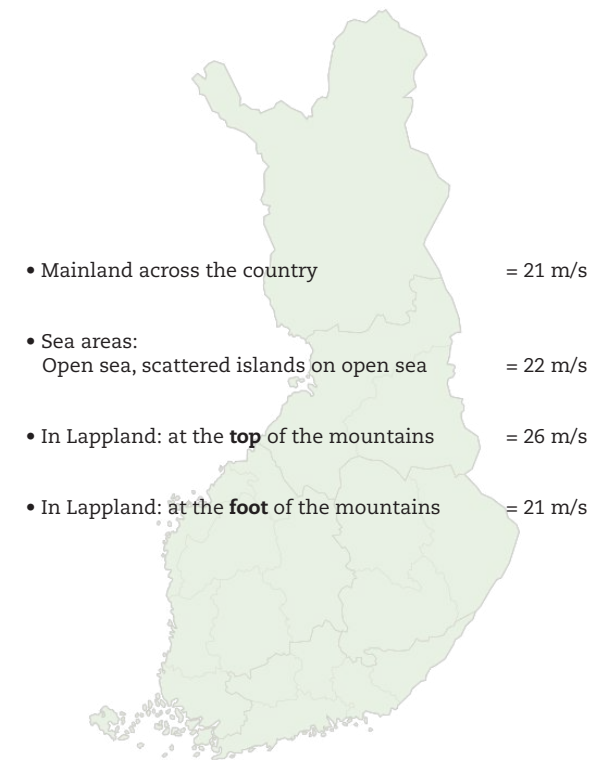 • Mainland across the country = 21 m/s
• Sea areas:
Open sea, scattered islands on open sea = 22 m/s
• In Lappland: at the top of the mountains = 26 m/s
• In Lappland: at the foot of the mountains = 21 m/s